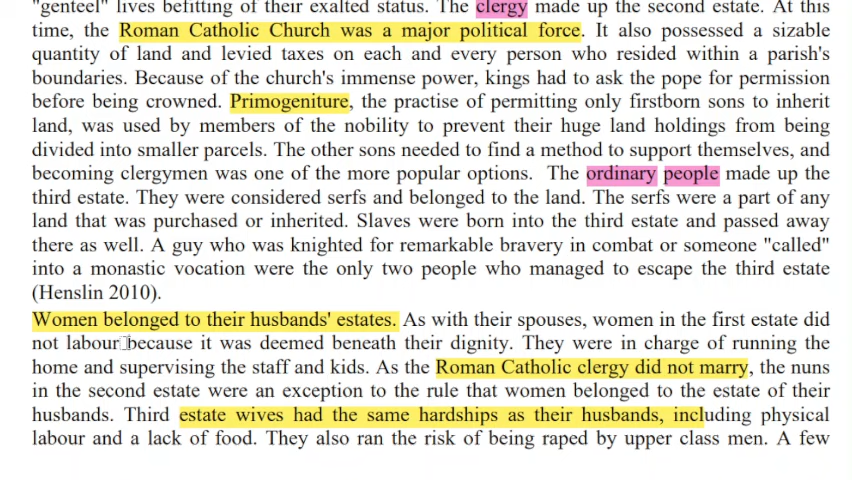 "genteel" lives befitting of their exalted status. The clergy made up the second estate. At this
time, the Roman Catholic Church was a major political force. It also possessed a sizable
quantity of land and levied taxes on each and every person who resided within a parish's
boundaries. Because of the church's immense power, kings had to ask the pope for permission
before being crowned. Primogeniture, the practise of permitting only firstborn sons to inherit
land, was used by members of the nobility to prevent their huge land holdings from being
divided into smaller parcels. The other sons needed to find a method to support themselves, and
becoming clergymen was one of the more popular options. The ordinary people made up the
third estate. They were considered serfs and belonged to the land. The serfs were a part of any
land that was purchased or inherited. Slaves were born into the third estate and passed away
there as well. A guy who was knighted for remarkable bravery in combat or someone "called"
into a monastic vocation were the only two people who managed to escape the third estate
(Henslin 2010).
Women belonged to their husbands' estates. As with their spouses, women in the first estate did
not labour because it was deemed beneath their dignity. They were in charge of running the
home and supervising the staff and kids. As the Roman Catholic clergy did not marry, the nuns
in the second estate were an exception to the rule that women belonged to the estate of their
husbands. Third estate wives had the same hardships as their husbands, including physical
labour and a lack of food. They also ran the risk of being raped by upper class men. A few